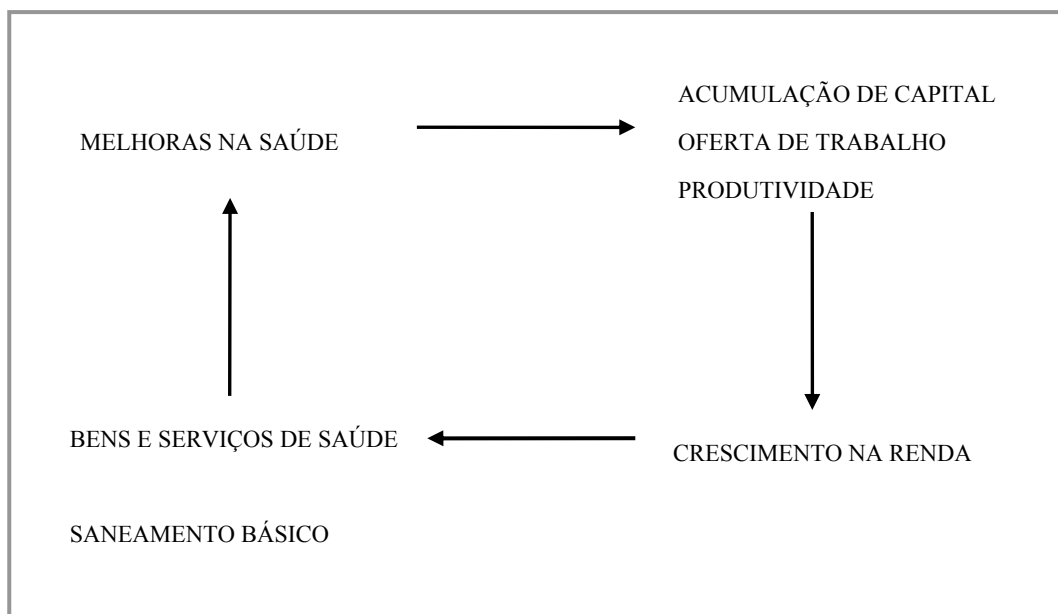 MELHORAS NA SAÚDE
ACUMULAÇÃO DE CAPITAL
OFERTA DE TRABALHO
PRODUTIVIDADE
BENS E SERVIÇOS DE SAÚDE
SANEAMENTO BÁSICO
CRESCIMENTO NA RENDA